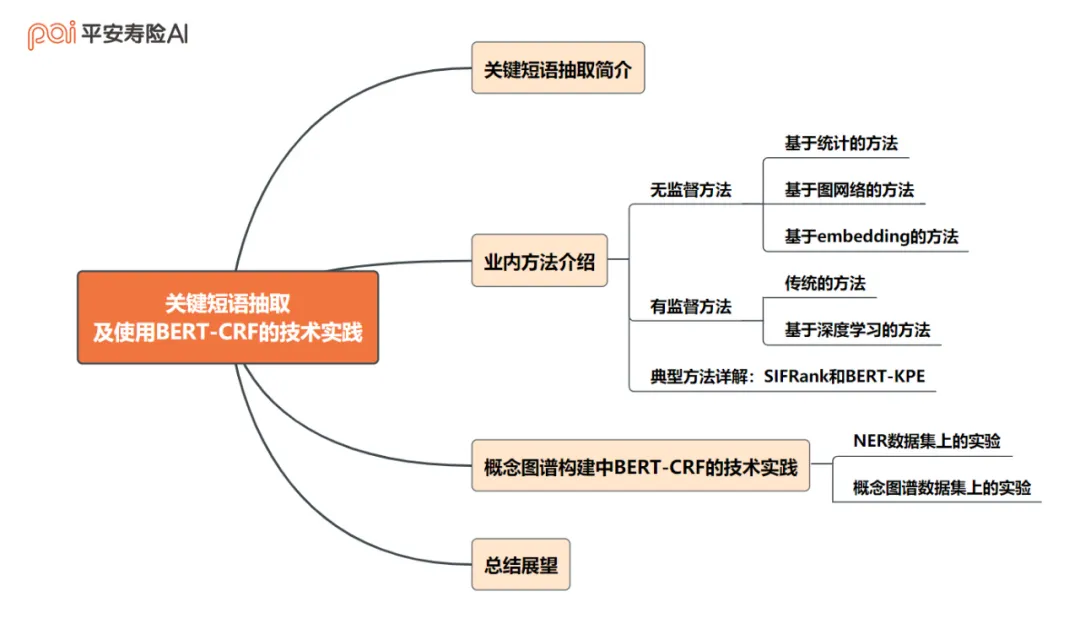 pai 平安寿险AI
关键短语抽取简介
基于统计的方法
无监督方法
基于图网络的方法
基于embedding的方法
业内方法介绍
传统的方法
有监督方法
基于深度学习的方法
典型方法详解：SIFRank和BERT-KPE
关键短语抽取
及使用BERT-CRF的技术实践
NER数据集上的实验
概念图谱构建中BERT-CRF的技术实践
概念图谱数据集上的实验
总结展望